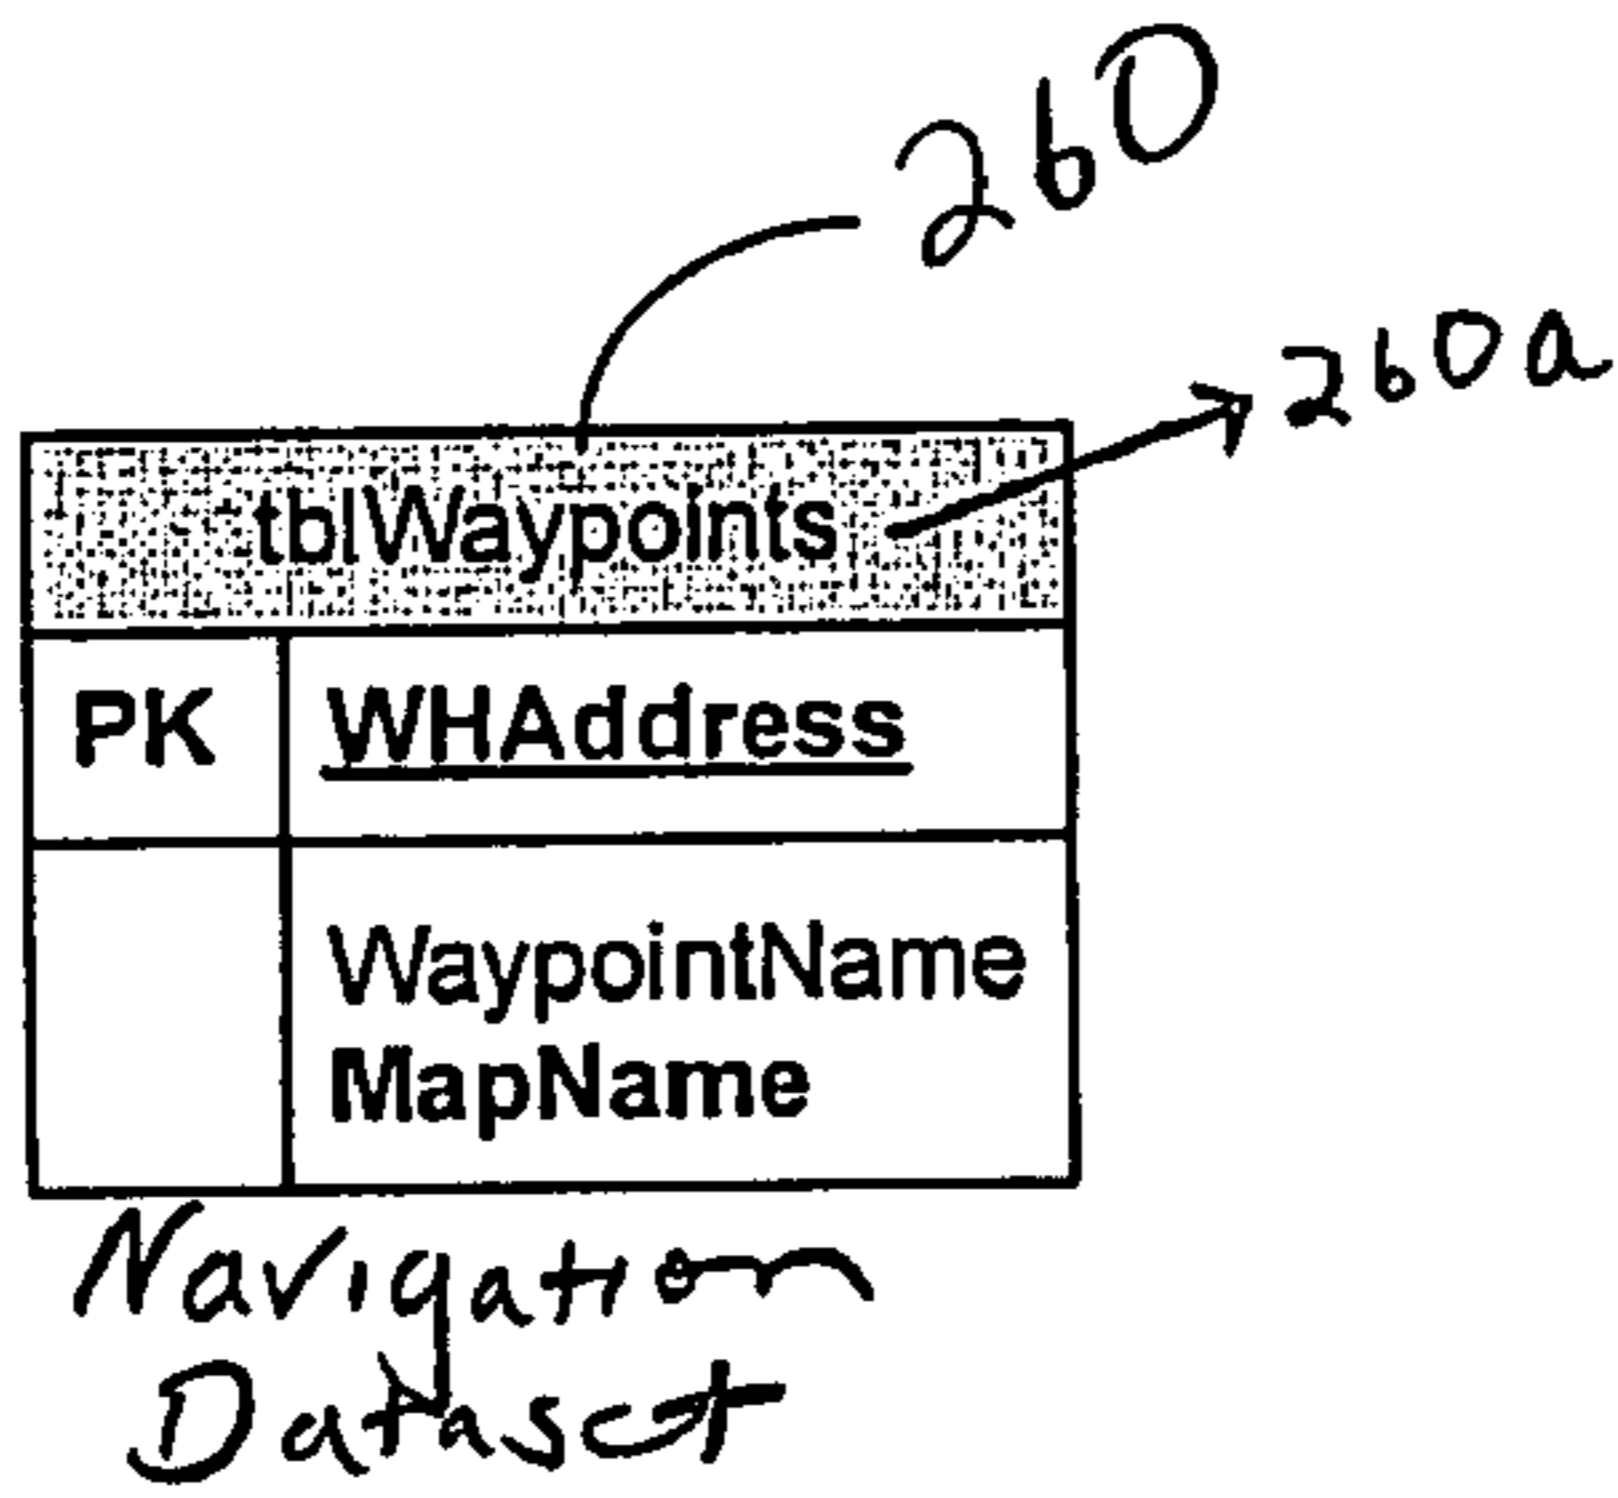 260
260a
tblWaypoints
PK WHAddress
WaypointName
MapName
Navigation
Dataset